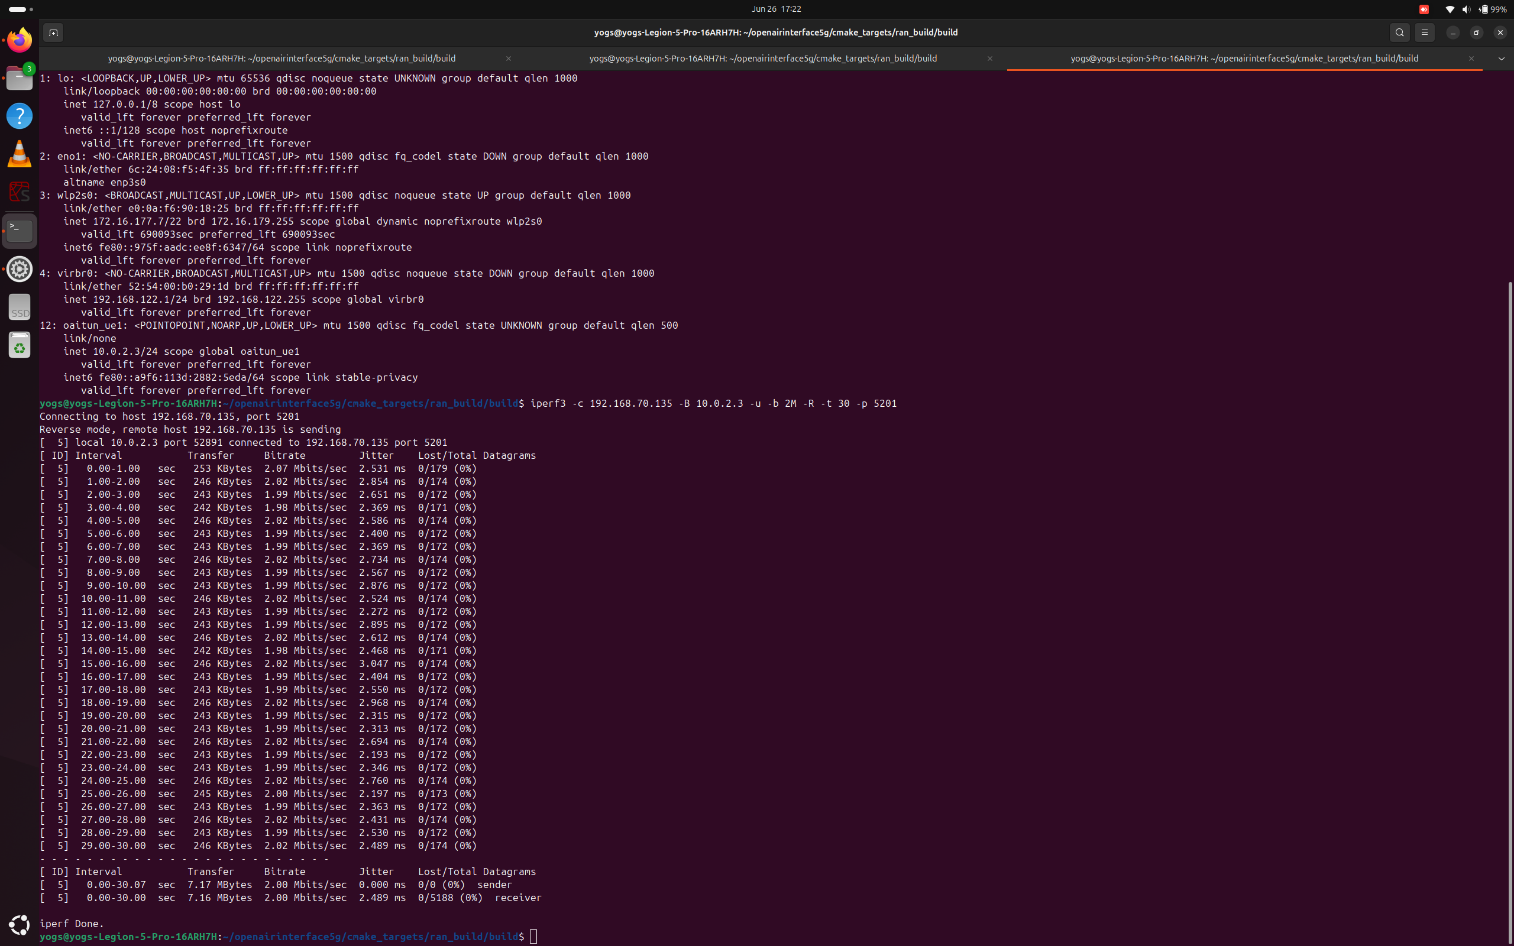 Jun 26 17:22
99%
yogs@yogs-Legion-5-Pro-16ARH7H: ~/openairinterface5g/cmake_targets/ran_build/build
yogs@yogs-Legion-5-Pro-16ARH7H: ~/openairinterface5g/cmake_targets/ran_build/build
yogs@yogs-Legion-5-Pro-16ARH7H: ~/openairinterface5g/cmake_targets/ran_build/build
yogs@yogs-Legion-5-Pro-16ARH7H: ~/openairinterface5g/cmake_targets/ran_build/build
3
SSD
1: lo: <LOOPBACK,UP,LOWER_UP> mtu 65536 qdisc noqueue state UNKNOWN group default qlen 1000
link/loopback 00:00:00:00:00:00 brd 00:00:00:00:00:00
inet 127.0.0.1/8 scope host lo
valid_lft forever preferred_lft forever
inet6 ::1/128 scope host noprefixroute
valid_lft forever preferred_lft forever
2: eno1: <NO-CARRIER,BROADCAST,MULTICAST,UP> mtu 1500 qdisc fq_codel state DOWN group default qlen 1000
link/ether 6c:24:08:f5:4f:35 brd ff:ff:ff:ff:ff:ff
altname enp3s0
3: wlp2s0: <BROADCAST,MULTICAST,UP,LOWER_UP> mtu 1500 qdisc noqueue state UP group default qlen 1000
link/ether e0:0a:f6:90:18:25 brd ff:ff:ff:ff:ff:ff
inet 172.16.177.7/22 brd 172.16.179.255 scope global dynamic noprefixroute wlp2s0
valid_lft 690093sec preferred_lft 690093sec
inet6 fe80::975f:aadc:ee8f:6347/64 scope link noprefixroute
valid_lft forever preferred_lft forever
4: virbr0: <NO-CARRIER,BROADCAST,MULTICAST,UP> mtu 1500 qdisc noqueue state DOWN group default qlen 1000
link/ether 52:54:00:b0:29:1d brd ff:ff:ff:ff:ff:ff
inet 192.168.122.1/24 brd 192.168.122.255 scope global virbr0
valid_lft forever preferred_lft forever
12: oaitun_ue1: <POINTOPOINT,NOARP,UP,LOWER_UP> mtu 1500 qdisc fq_codel state UNKNOWN group default qlen 500
link/none
inet 10.0.2.3/24 scope global oaitun_ue1
valid_lft forever preferred_lft forever
inet6 fe80::a9f6:113d:2882:5eda/64 scope link stable-privacy
valid_lft forever preferred_lft forever
yogs@yogs-Legion-5-Pro-16ARH7H:~/openairinterface5g/cmake_targets/ran_build/build$ iperf3 -c 192.168.70.135 -B 10.0.2.3 -u -b 2M -R -t 30 -p 5201
Connecting to host 192.168.70.135, port 5201
Reverse mode, remote host 192.168.70.135 is sending
[  5] local 10.0.2.3 port 52891 connected to 192.168.70.135 port 5201
[ ID] Interval Transfer Bitrate Jitter Lost/Total Datagrams
[  5] 0.00-1.00 sec 253 KBytes 2.07 Mbits/sec 2.531 ms 0/179 (0%)
[  5] 1.00-2.00 sec 246 KBytes 2.02 Mbits/sec 2.854 ms 0/174 (0%)
[  5] 2.00-3.00 sec 243 KBytes 1.99 Mbits/sec 2.651 ms 0/172 (0%)
[  5] 3.00-4.00 sec 242 KBytes 1.98 Mbits/sec 2.369 ms 0/171 (0%)
[  5] 4.00-5.00 sec 246 KBytes 2.02 Mbits/sec 2.586 ms 0/174 (0%)
[  5] 5.00-6.00 sec 243 KBytes 1.99 Mbits/sec 2.400 ms 0/172 (0%)
[  5] 6.00-7.00 sec 243 KBytes 1.99 Mbits/sec 2.369 ms 0/172 (0%)
[  5] 7.00-8.00 sec 246 KBytes 2.02 Mbits/sec 2.734 ms 0/174 (0%)
[  5] 8.00-9.00 sec 243 KBytes 1.99 Mbits/sec 2.567 ms 0/172 (0%)
[  5] 9.00-10.00 sec 243 KBytes 1.99 Mbits/sec 2.876 ms 0/172 (0%)
[  5] 10.00-11.00 sec 246 KBytes 2.02 Mbits/sec 2.524 ms 0/174 (0%)
[  5] 11.00-12.00 sec 243 KBytes 1.99 Mbits/sec 2.272 ms 0/172 (0%)
[  5] 12.00-13.00 sec 243 KBytes 1.99 Mbits/sec 2.895 ms 0/172 (0%)
[  5] 13.00-14.00 sec 246 KBytes 2.02 Mbits/sec 2.612 ms 0/174 (0%)
[  5] 14.00-15.00 sec 242 KBytes 1.98 Mbits/sec 2.468 ms 0/171 (0%)
[  5] 15.00-16.00 sec 246 KBytes 2.02 Mbits/sec 3.047 ms 0/174 (0%)
[  5] 16.00-17.00 sec 243 KBytes 1.99 Mbits/sec 2.404 ms 0/172 (0%)
[  5] 17.00-18.00 sec 243 KBytes 1.99 Mbits/sec 2.550 ms 0/172 (0%)
[  5] 18.00-19.00 sec 246 KBytes 2.02 Mbits/sec 2.968 ms 0/174 (0%)
[  5] 19.00-20.00 sec 243 KBytes 1.99 Mbits/sec 2.315 ms 0/172 (0%)
[  5] 20.00-21.00 sec 243 KBytes 1.99 Mbits/sec 2.313 ms 0/172 (0%)
[  5] 21.00-22.00 sec 246 KBytes 2.02 Mbits/sec 2.694 ms 0/174 (0%)
[  5] 22.00-23.00 sec 243 KBytes 1.99 Mbits/sec 2.193 ms 0/172 (0%)
[  5] 23.00-24.00 sec 243 KBytes 1.99 Mbits/sec 2.346 ms 0/172 (0%)
[  5] 24.00-25.00 sec 246 KBytes 2.02 Mbits/sec 2.760 ms 0/174 (0%)
[  5] 25.00-26.00 sec 245 KBytes 2.00 Mbits/sec 2.197 ms 0/173 (0%)
[  5] 26.00-27.00 sec 243 KBytes 1.99 Mbits/sec 2.363 ms 0/172 (0%)
[  5] 27.00-28.00 sec 246 KBytes 2.02 Mbits/sec 2.431 ms 0/174 (0%)
[  5] 28.00-29.00 sec 243 KBytes 1.99 Mbits/sec 2.530 ms 0/172 (0%)
[  5] 29.00-30.00 sec 246 KBytes 2.02 Mbits/sec 2.489 ms 0/174 (0%)
- - - - - - - - - - - - - - - - - - - - - - - - -
[ ID] Interval Transfer Bitrate Jitter Lost/Total Datagrams
[  5] 0.00-30.07 sec 7.17 MBytes 2.00 Mbits/sec 0.000 ms 0/0 (0%) sender
[  5] 0.00-30.00 sec 7.16 MBytes 2.00 Mbits/sec 2.489 ms 0/5188 (0%) receiver
iperf Done.
yogs@yogs-Legion-5-Pro-16ARH7H:~/openairinterface5g/cmake_targets/ran_build/build$